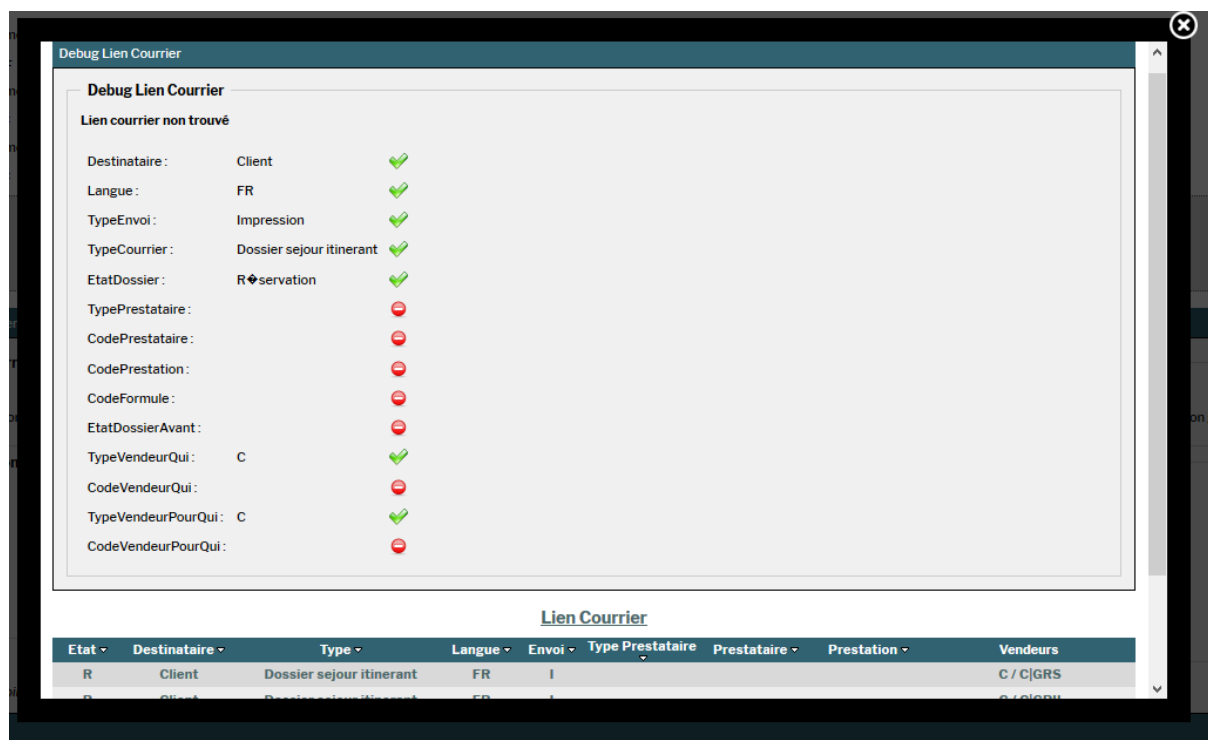 Debug Lien Courrier
Debug Lien Courrier
Lien courrier non trouvé
Destinataire : Client
Langue : FR
TypeEnvoi : Impression
TypeCourrier : Dossier sejour itinerant
EtatDossier : R�servation
TypePrestataire :
CodePrestataire :
CodePrestation :
CodeFormule :
EtatDossierAvant :
TypeVendeurQui : C
CodeVendeurQui :
TypeVendeurPourQui : C
CodeVendeurPourQui :
Lien Courrier
Etat Destinataire Type Langue Envoi Type Prestataire Prestataire Prestation Vendeurs
R Client Dossier sejour itinerant FR I C / C|GRS